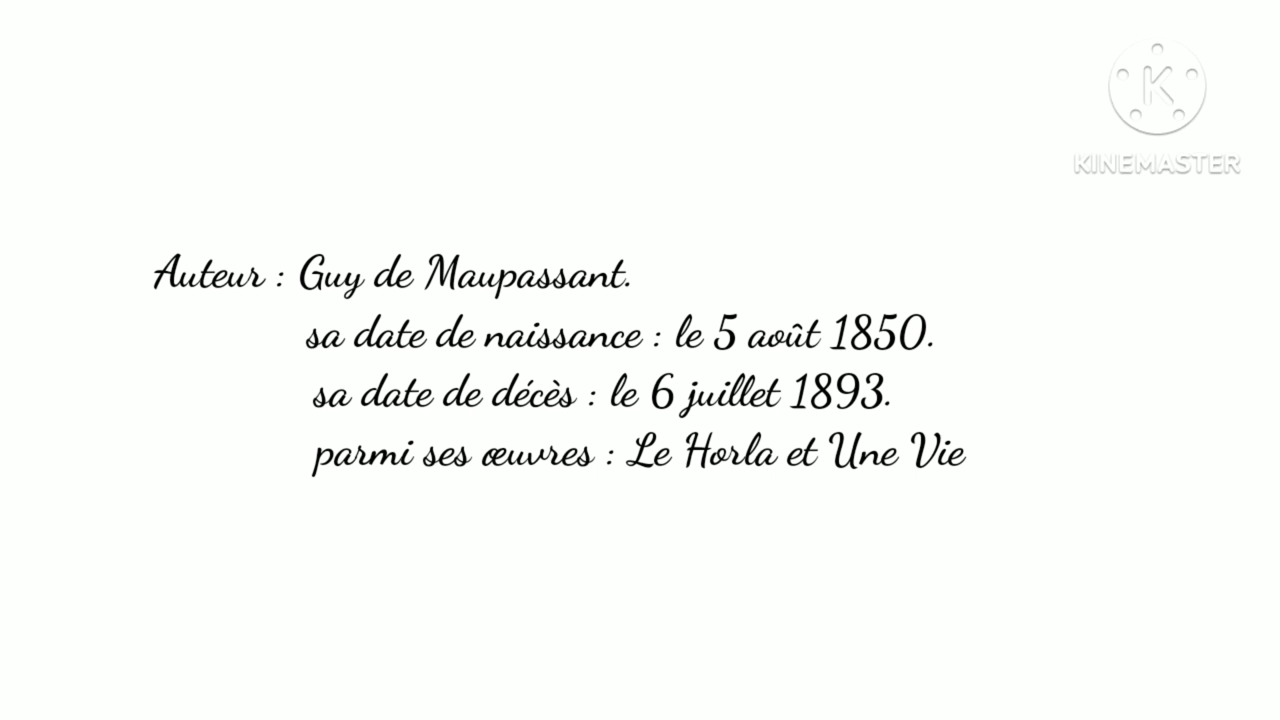 K
KINEMASTER
Auteur : Guy de Maupassant.
sa date de naissance : le 5 août 1850.
sa date de décès : le 6 juillet 1893.
parmi ses œuvres : Le Horla et Une Vie